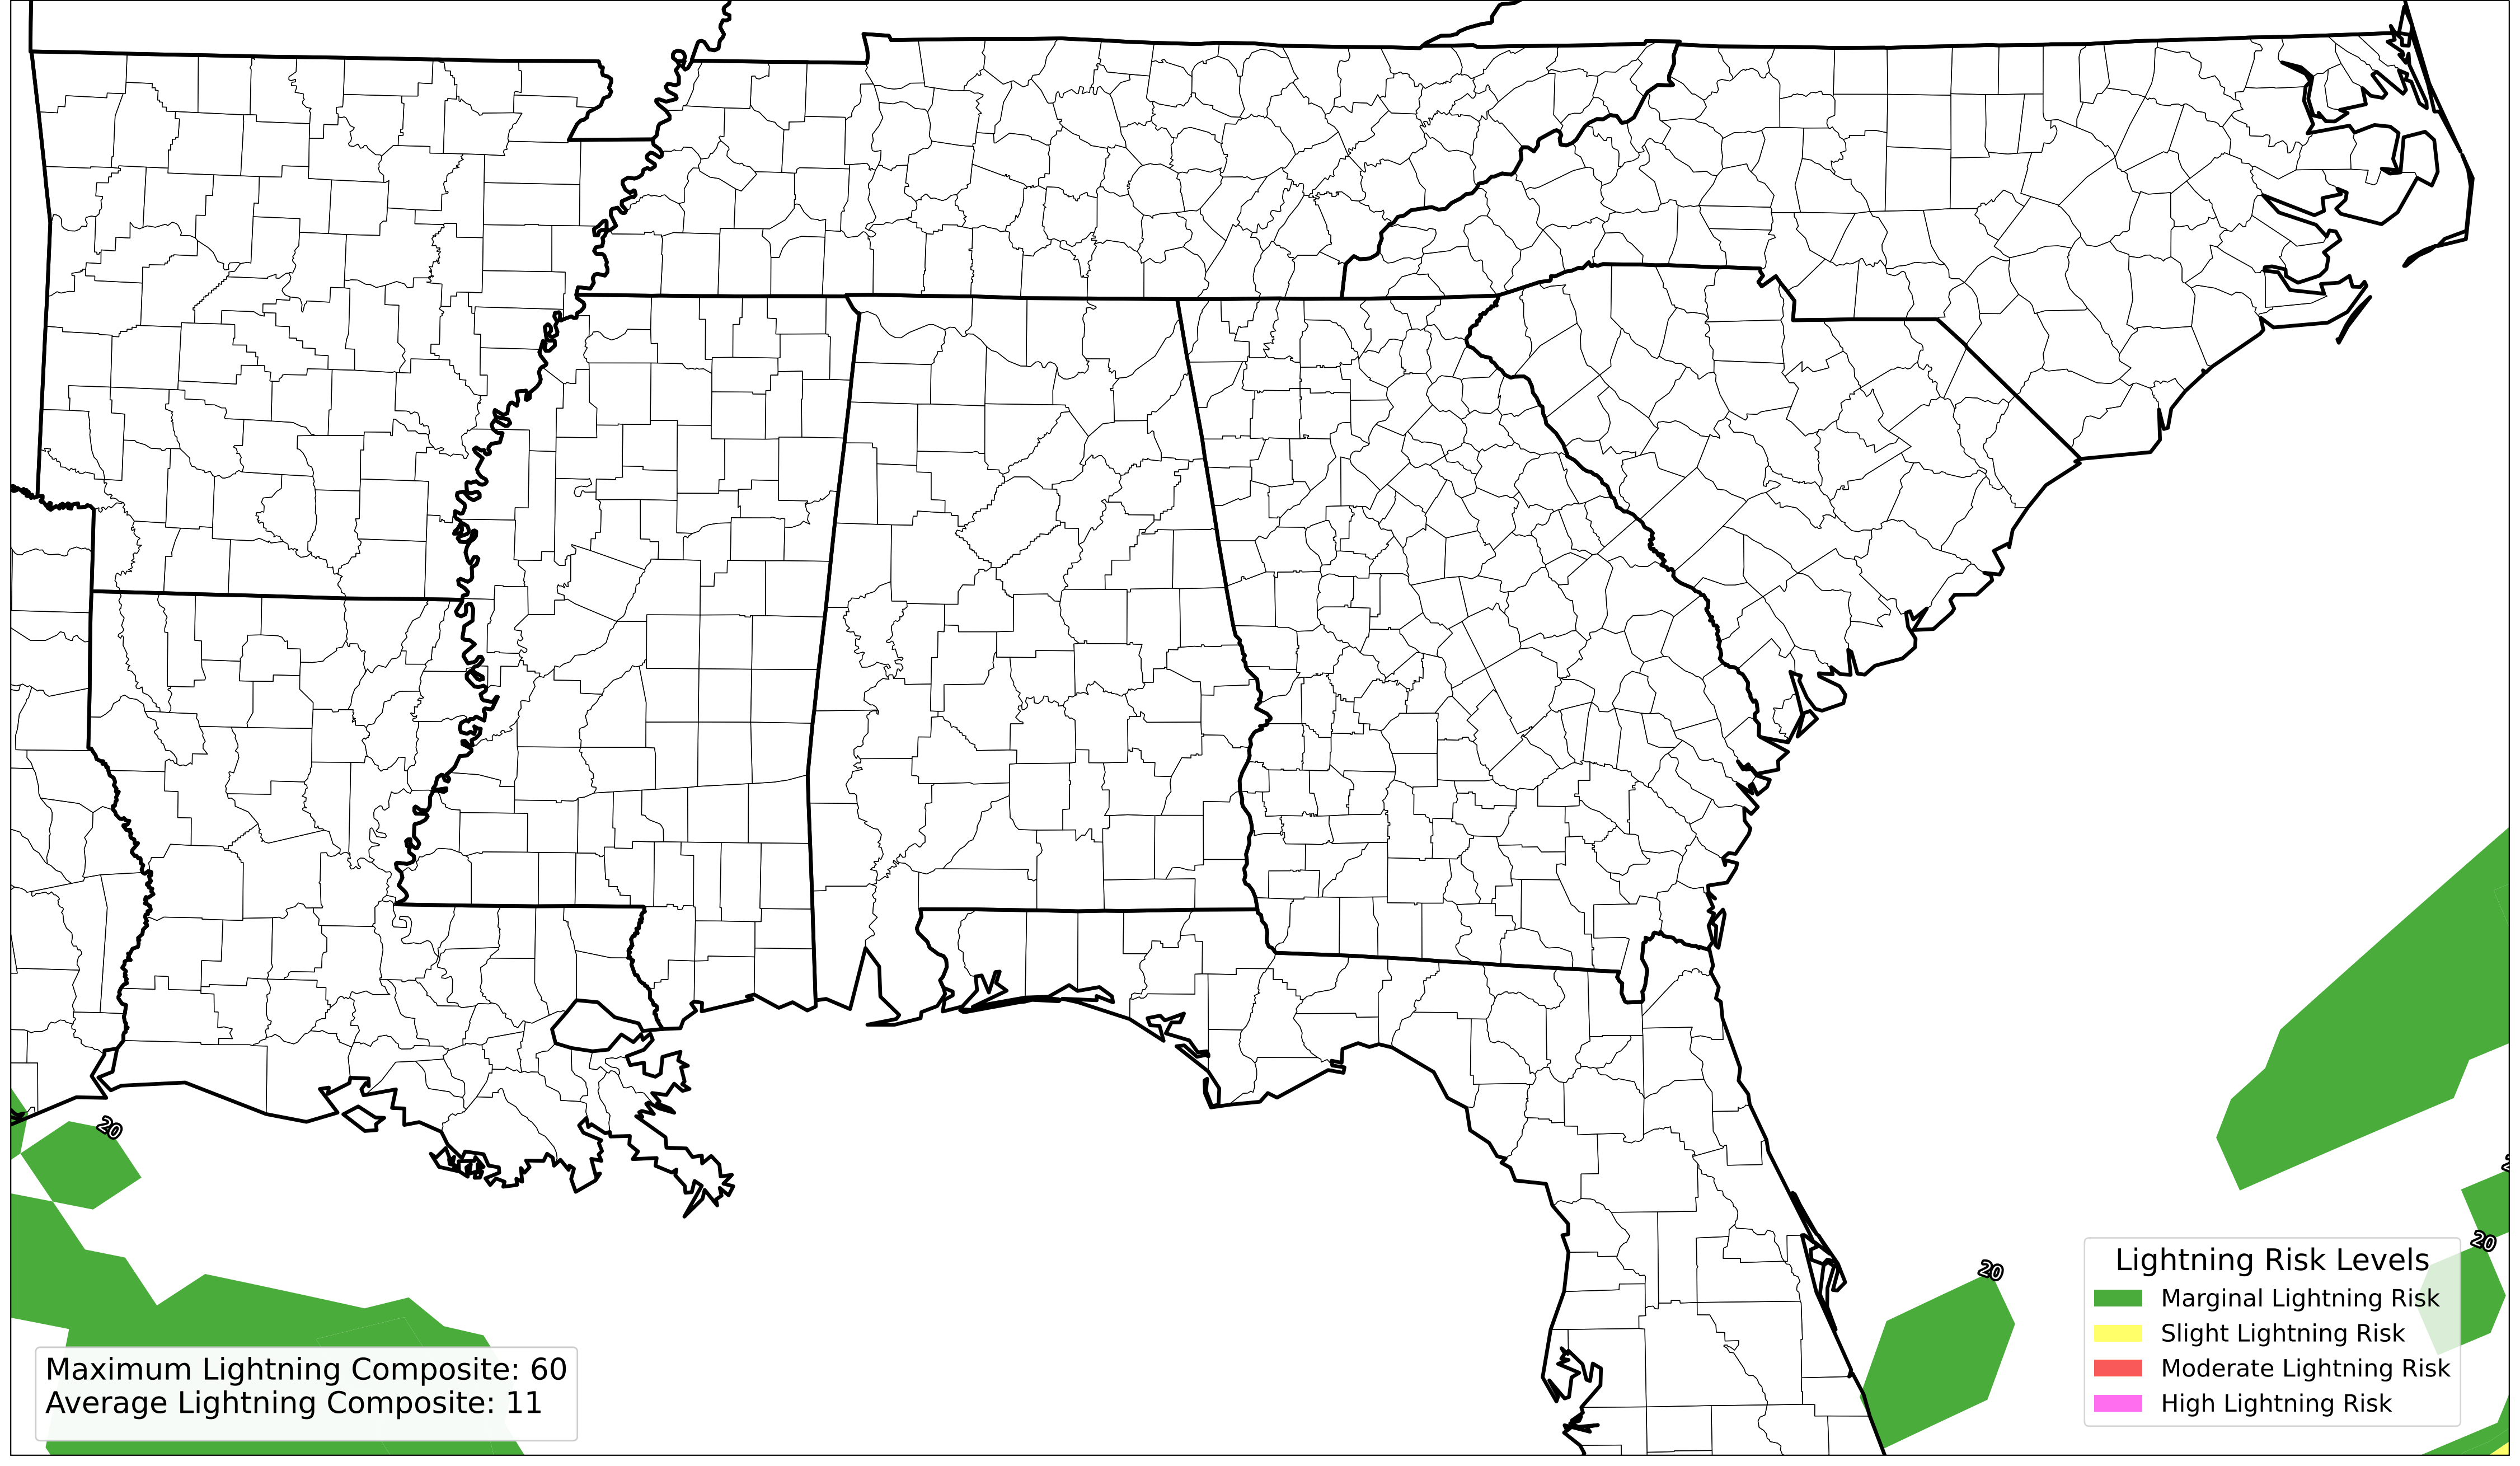 20
20
20
20
Lightning Risk Levels
Marginal Lightning Risk
Slight Lightning Risk
Moderate Lightning Risk
High Lightning Risk
Maximum Lightning Composite: 60
Average Lightning Composite: 11